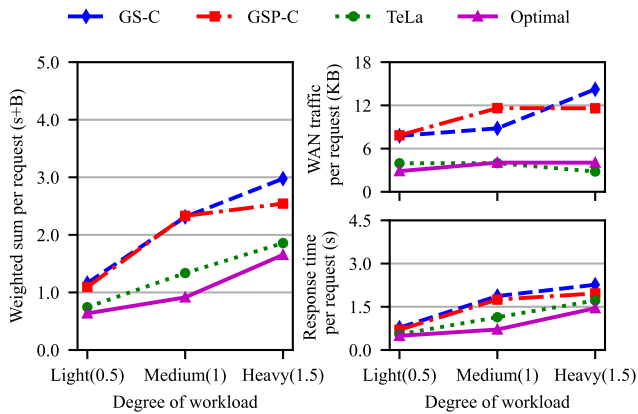 GS-C GSP-C TeLa Optimal
Weighted sum per request (s+B)
5.0
4.0
3.0
2.0
1.0
0.0
Light(0.5) Medium(1) Heavy(1.5)
Degree of workload
WAN traffic
per request (KB)
18
12
6
0
Response time
per request (s)
4.5
3.0
1.5
0.0
Light(0.5) Medium(1) Heavy(1.5)
Degree of workload